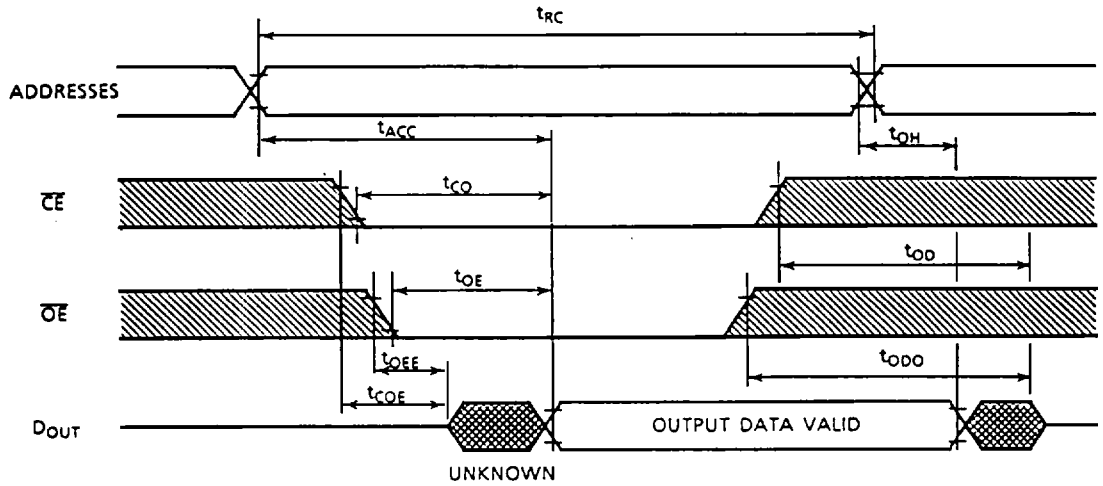 tRC
ADDRESSES
tACC
tOH
tCO
CE
tOD
tOE
OE
tOEE
tODO
tCOE
DOUT
OUTPUT DATA VALID
UNKNOWN